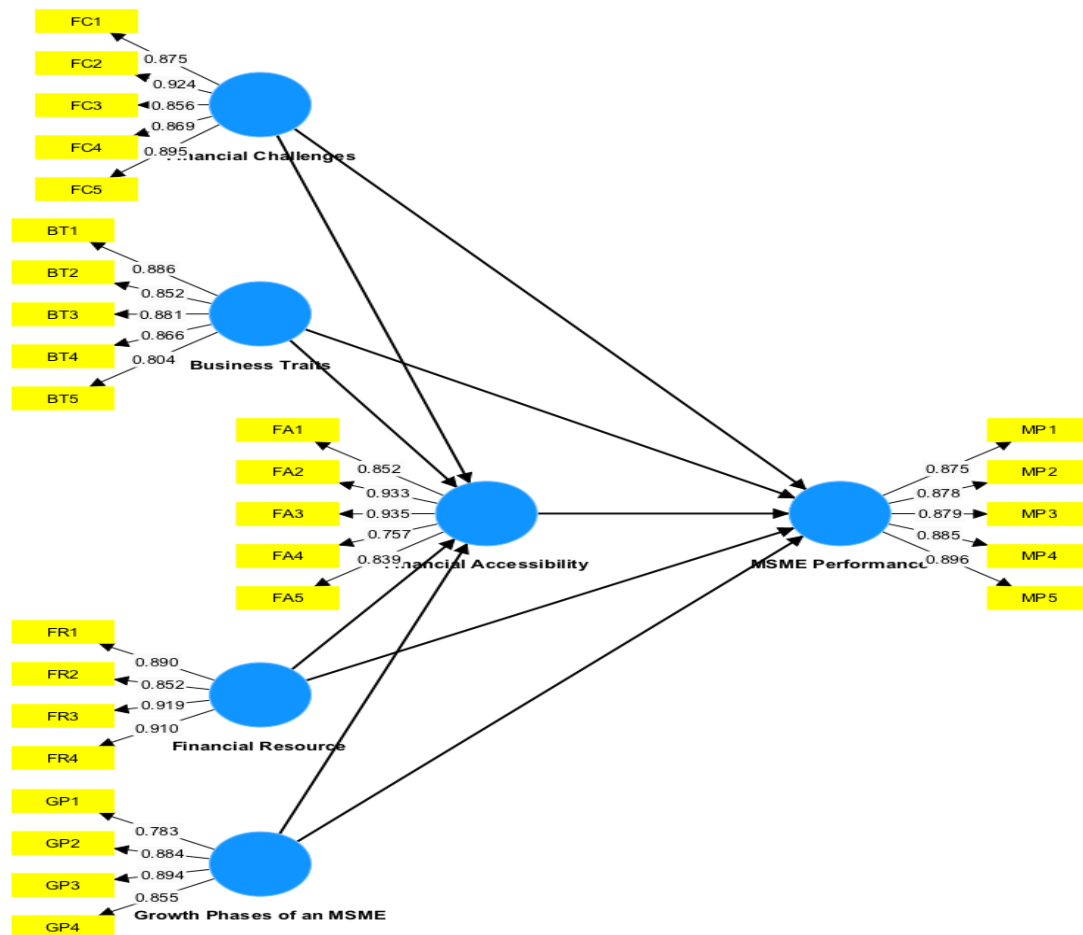 FC1
0.875
FC2
0.924
FC3
0.856
FC4
0.869
FC5
0.895
Financial Challenges
BT1
0.886
BT2
0.852
BT3
0.881
BT4
0.866
BT5
0.804
Business Traits
FA1
0.852
FA2
0.933
FA3
0.935
FA4
0.757
FA5
0.839
Financial Accessibility
MP1
0.875
MP2
0.878
MP3
0.879
MP4
0.885
MP5
0.896
MSME Performance
FR1
0.890
FR2
0.852
FR3
0.919
FR4
0.910
Financial Resource
GP1
0.783
GP2
0.884
GP3
0.894
GP4
0.855
Growth Phases of an MSME